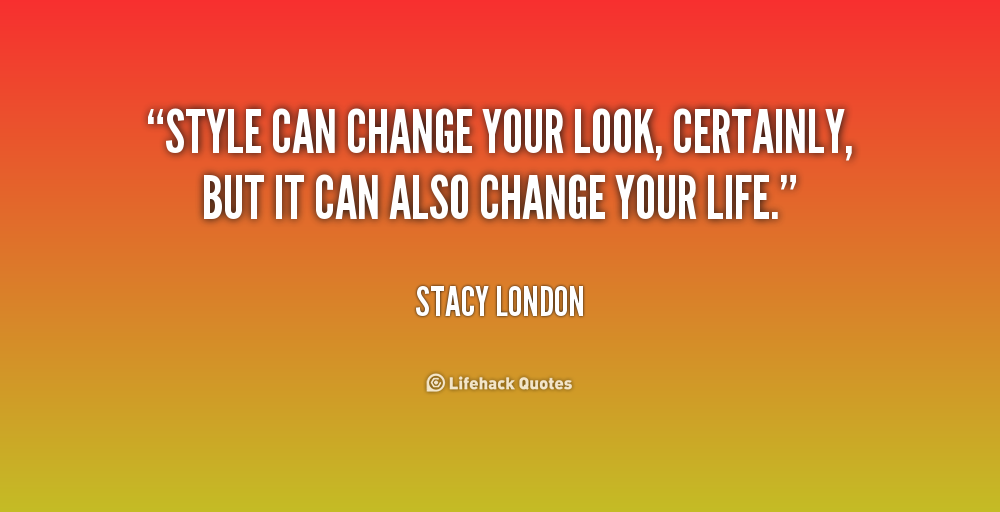 “STYLE CAN CHANGE YOUR LOOK, CERTAINLY,
BUT IT CAN ALSO CHANGE YOUR LIFE.”
STACY LONDON
Lifehack Quotes